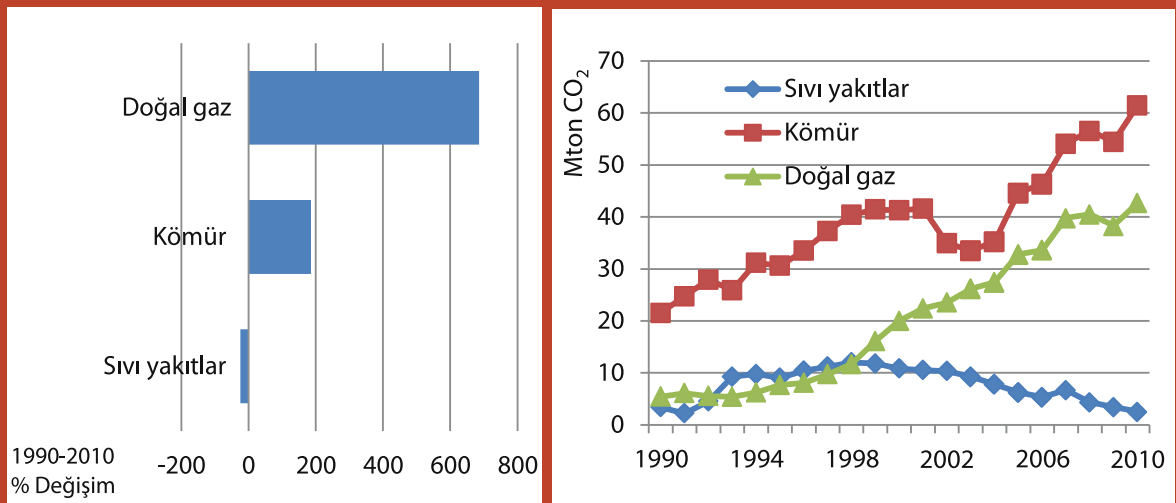 Doğal gaz
Kömür
Sıvı yakıtlar
1990-2010
% Değişim
-200 0 200 400 600 800
Mton CO₂
70
60
50
40
30
20
10
0
Sıvı yakıtlar
Kömür
Doğal gaz
1990 1994 1998 2002 2006 2010